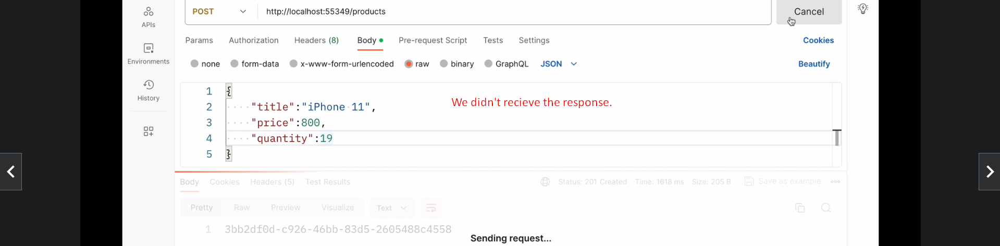 POST http://localhost:55349/products Cancel
APIs
Params Authorization Headers (8) Body Pre-request Script Tests Settings Cookies
Environments
none form-data x-www-form-urlencoded raw binary GraphQL JSON Beautify
History
1 {
We didn't recieve the response.
2 "title":"iPhone 11",
3 "price":800,
4 "quantity":19
5 }
Body Cookies Headers (5) Test Results Status: 201 Created Time: 1618 ms Size: 205 B Save as example
Pretty Raw Preview Visualize Text
1 3bb2df0d-c926-46bb-83d5-2605488c4558
Sending request...